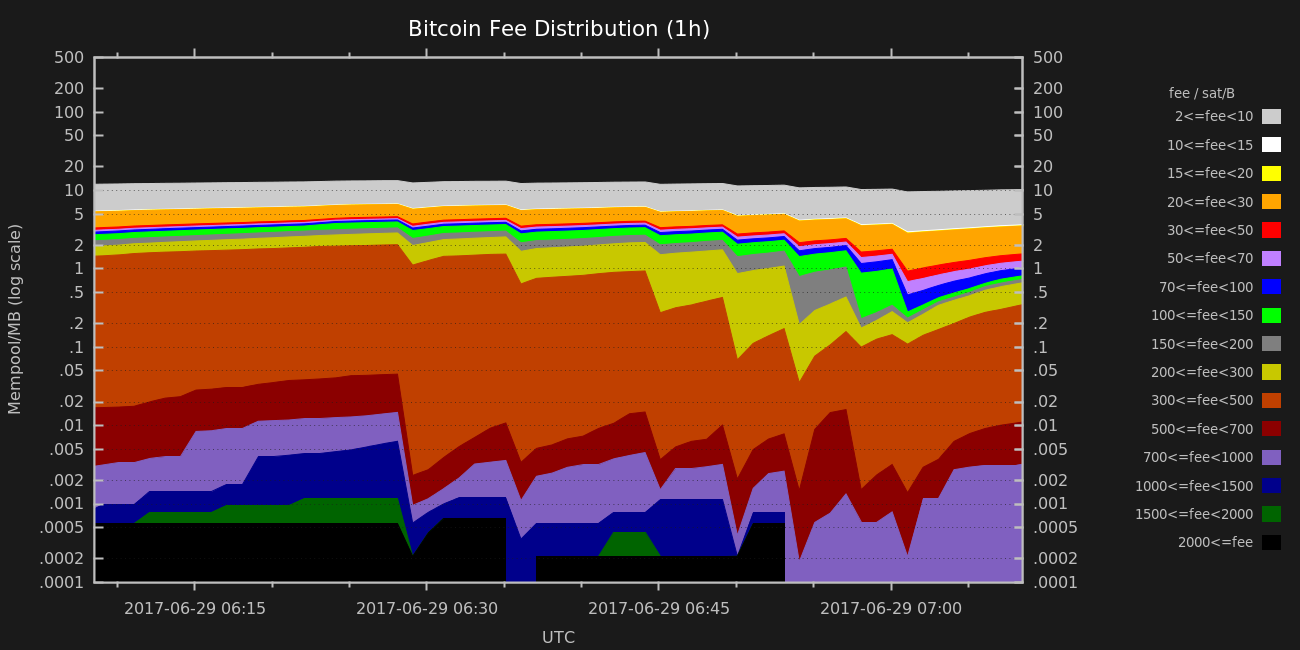 Bitcoin Fee Distribution (1h)
500 500
200 200
100 100
50 50
20 20
10 10
5 5
2 2
1 1
.5 .5
.2 .2
.1 .1
.05 .05
.02 .02
.01 .01
.005 .005
.002 .002
.001 .001
.0005 .0005
.0002 .0002
.0001 .0001
Mempool/MB (log scale)
2017-06-29 06:15 2017-06-29 06:30 2017-06-29 06:45 2017-06-29 07:00
UTC
fee / sat/B
2<=fee<10
10<=fee<15
15<=fee<20
20<=fee<30
30<=fee<50
50<=fee<70
70<=fee<100
100<=fee<150
150<=fee<200
200<=fee<300
300<=fee<500
500<=fee<700
700<=fee<1000
1000<=fee<1500
1500<=fee<2000
2000<=fee